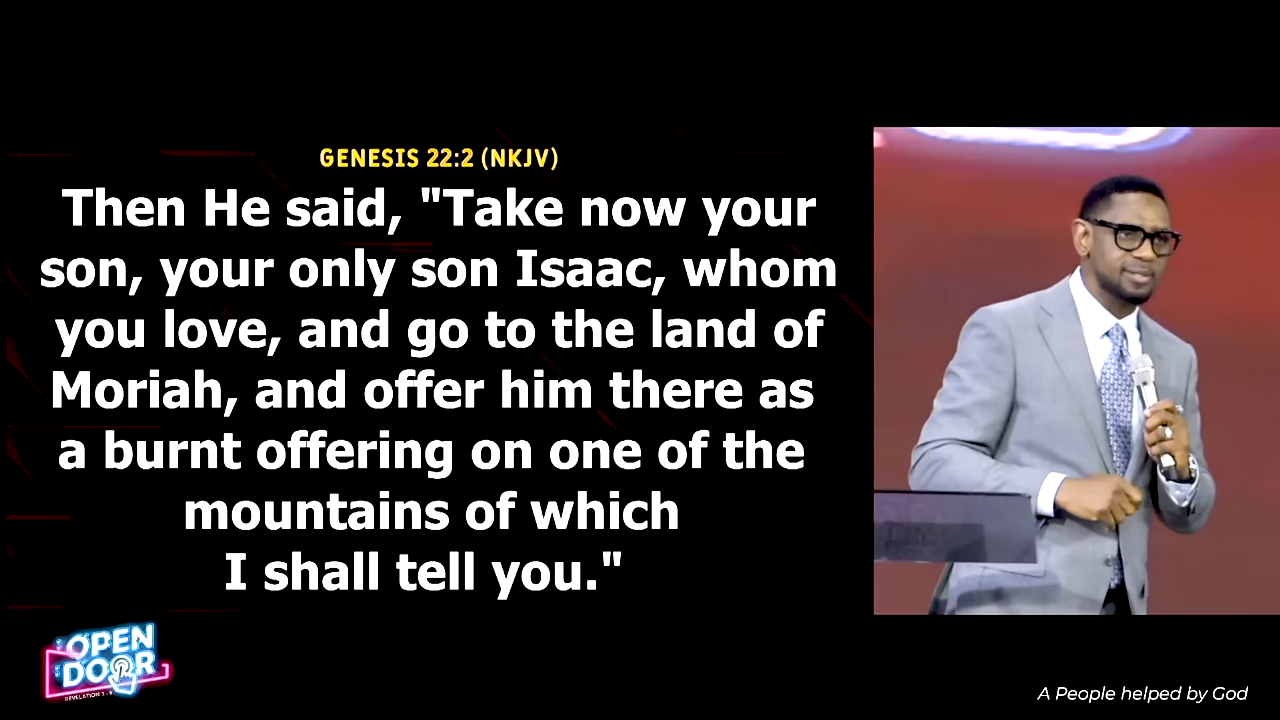 GENESIS 22:2 (NKJV)
Then He said, "Take now your
son, your only son Isaac, whom
you love, and go to the land of
Moriah, and offer him there as
a burnt offering on one of the
mountains of which
I shall tell you."
OPEN
DOOR
REVELATION 3
A People helped by God